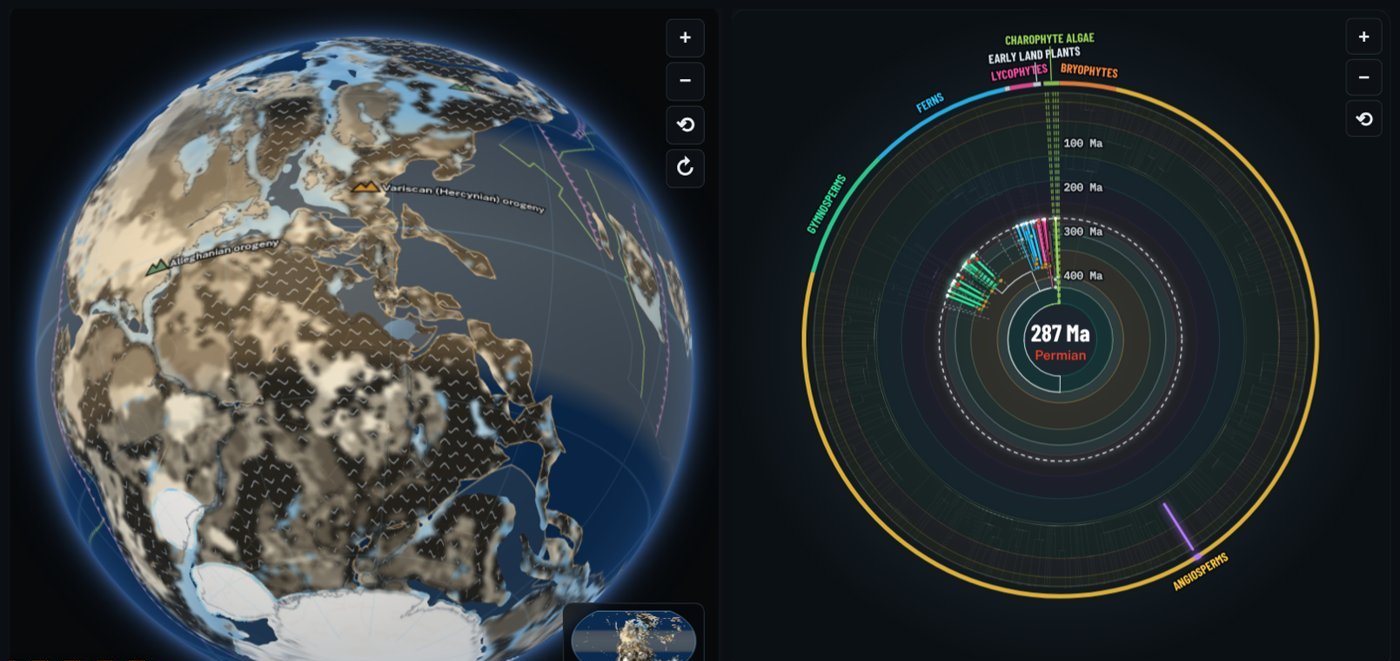 +
−
Variscan (Hercynian) orogeny
Alleghanian orogeny
CHAROPHYTE ALGAE
EARLY LAND PLANTS
LYCOPHYTES
BRYOPHYTES
FERNS
GYMNOSPERMS
ANGIOSPERMS
100 Ma
200 Ma
300 Ma
400 Ma
287 Ma
Permian
+
−